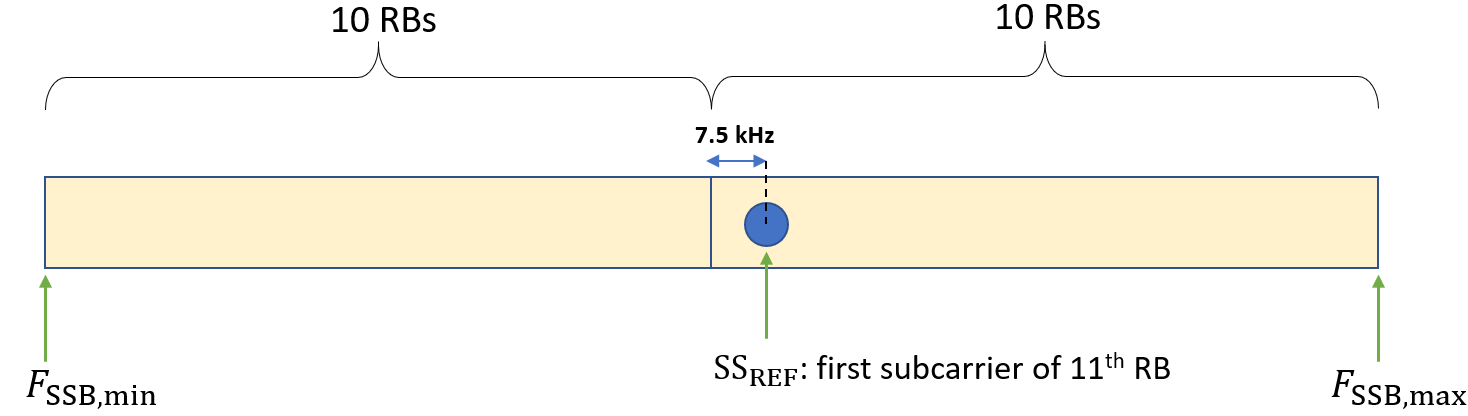 10 RBs
10 RBs
7.5 kHz
SS_REF: first subcarrier of 11th RB
F_SSB,min
F_SSB,max